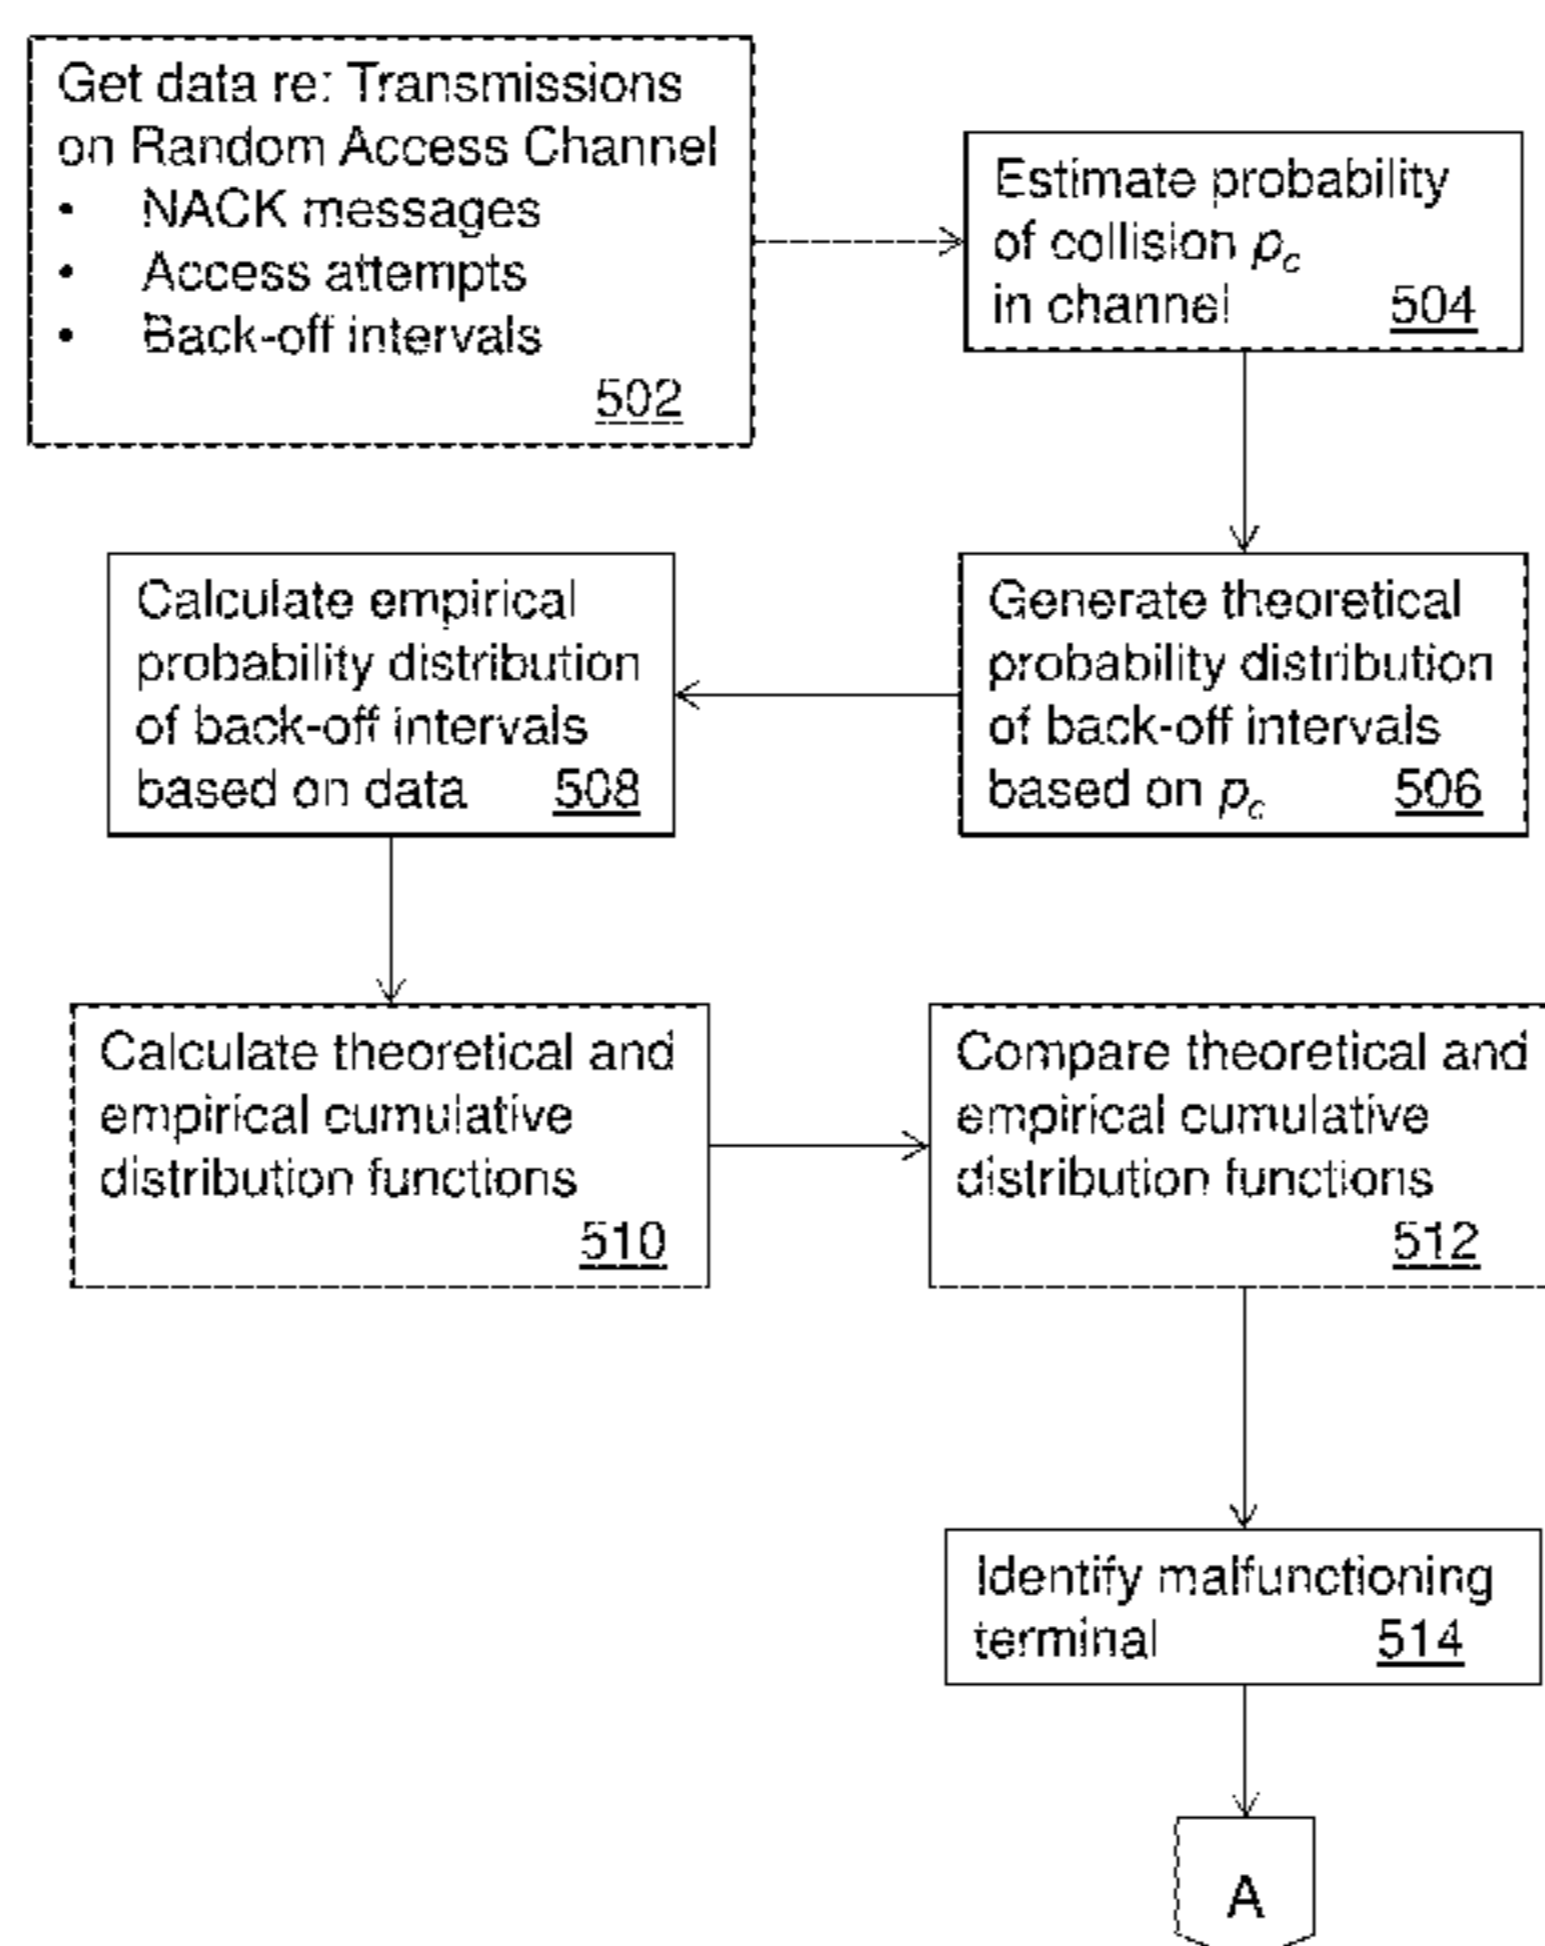 Get data re: Transmissions
on Random Access Channel
• NACK messages
• Access attempts
• Back-off intervals
502
Estimate probability
of collision pc
in channel 504
Generate theoretical
probability distribution
of back-off intervals
based on pc 506
Calculate empirical
probability distribution
of back-off intervals
based on data 508
Calculate theoretical and
empirical cumulative
distribution functions
510
Compare theoretical and
empirical cumulative
distribution functions
512
Identify malfunctioning
terminal 514
A